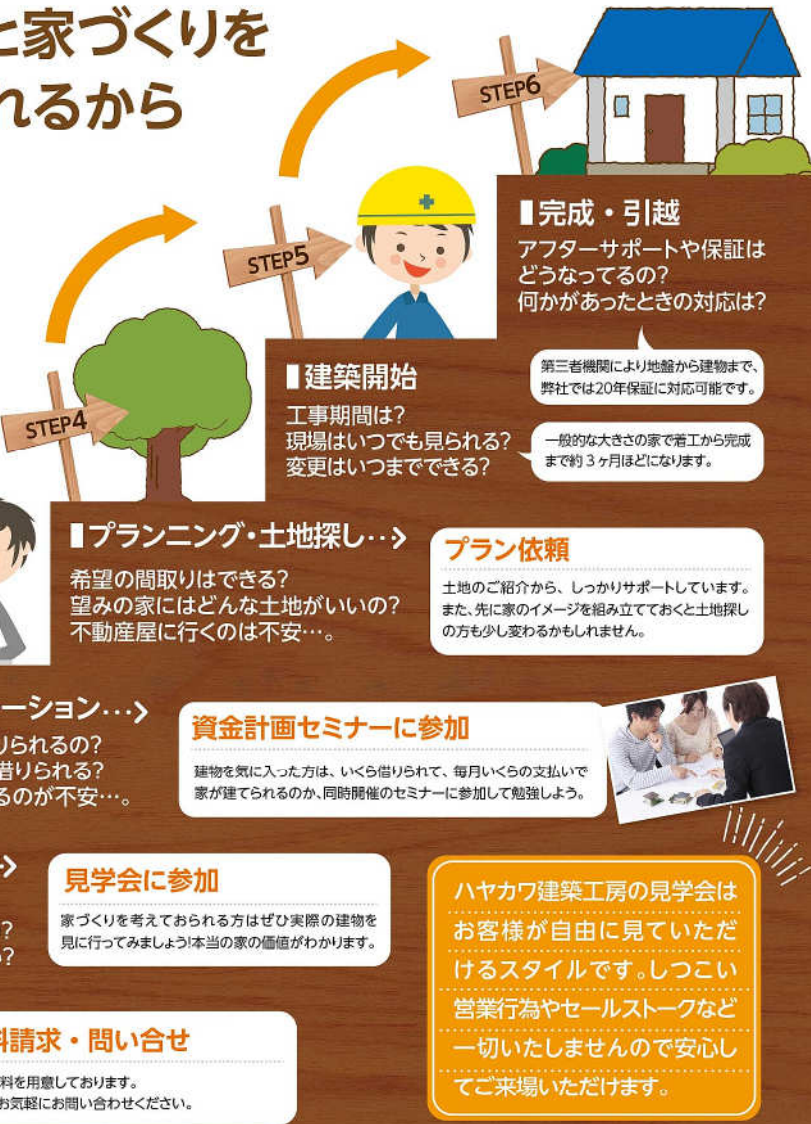 と家づくりを
れるから
STEP6
■完成・引越
アフターサポートや保証は
どうなってるの?
何かがあったときの対応は?
第三者機関により地盤から建物まで、
弊社では20年保証に対応可能です。
STEP5
■建築開始
工事期間は?
現場はいつでも見られる?
変更はいつまでできる?
一般的な大きさの家で着工から完成
まで約3ヶ月ほどになります。
STEP4
■プランニング・土地探し…>
希望の間取りはできる?
望みの家にはどんな土地がいいの?
不動産屋に行くのは不安…。
プラン依頼
土地のご紹介から、しっかりサポートしています。
また、先に家のイメージを組み立てておくと土地探し
の方も少し変わるかもしれません。
ーション…>
りられるの?
借りられる?
るのが不安…。
資金計画セミナーに参加
建物を気に入った方は、いくら借りられて、毎月いくらの支払いで
家が建てられるのか、同時開催のセミナーに参加して勉強しよう。
?
?
見学会に参加
家づくりを考えておられる方はぜひ実際の建物を
見に行ってみましょう!本当の家の価値がわかります。
ハヤカワ建築工房の見学会は
お客様が自由に見ていただ
けるスタイルです。しつこい
営業行為やセールストークなど
一切いたしませんので安心し
てご来場いただけます。
料請求・問い合せ
料を用意しております。
お気軽にお問い合わせください。